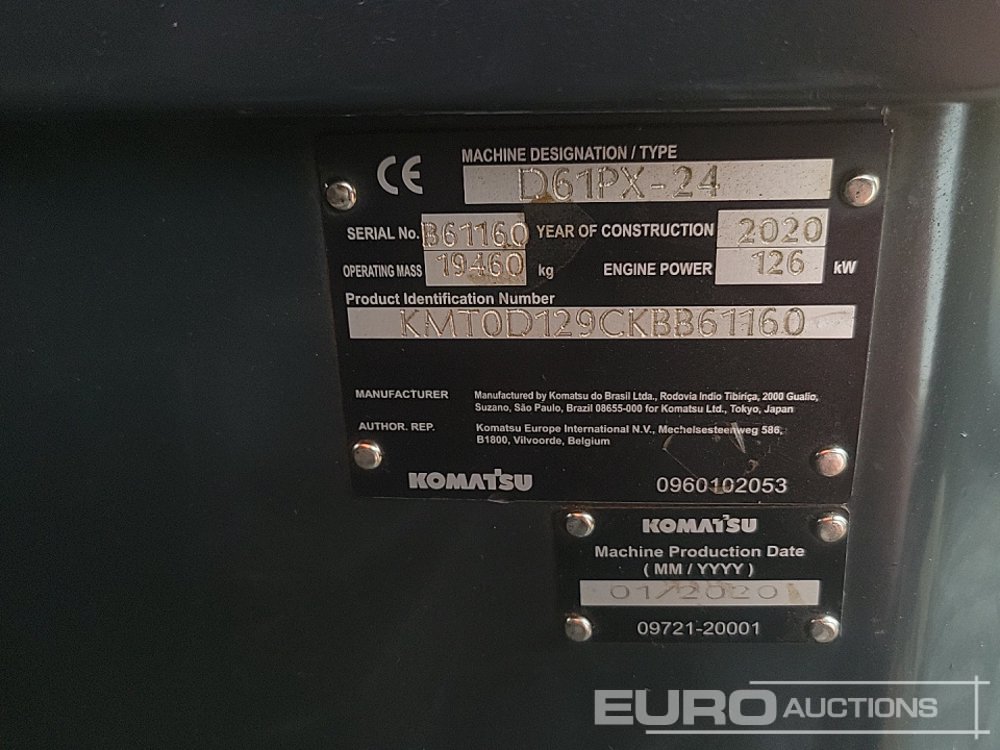 CE
MACHINE DESIGNATION / TYPE
D61PX-24
SERIAL No. B61160 YEAR OF CONSTRUCTION 2020
OPERATING MASS 19460 kg ENGINE POWER 126 kW
Product Identification Number
KMT0D129CKBB61160
MANUFACTURER Manufactured by Komatsu do Brasil Ltda., Rodovia Indio Tibiriça, 2000 Gualio,
Suzano, São Paulo, Brazil 08655-000 for Komatsu Ltd., Tokyo, Japan
AUTHOR. REP. Komatsu Europe International N.V., Mechelsesteenweg 586,
B1800, Vilvoorde, Belgium
KOMATSU 0960102053
KOMATSU
Machine Production Date
( MM / YYYY )
01/2020
09721-20001
EURO AUCTIONS